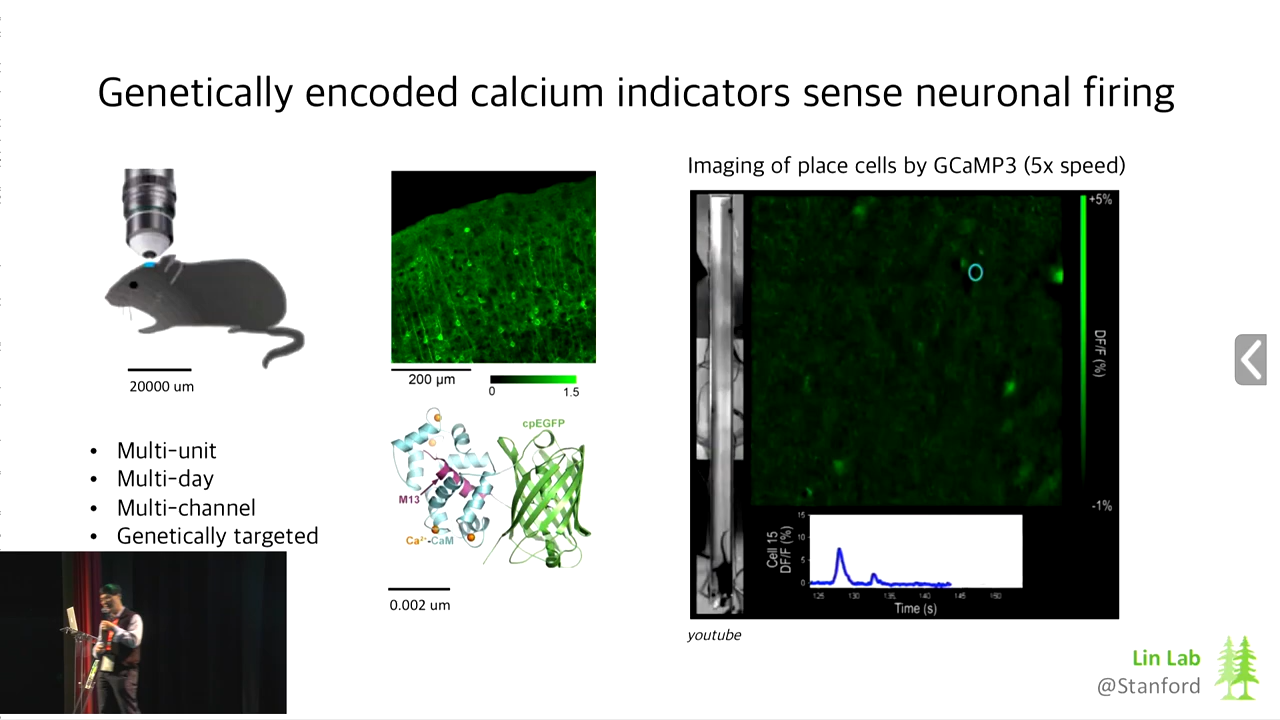 Genetically encoded calcium indicators sense neuronal firing
20000 um
• Multi-unit
• Multi-day
• Multi-channel
• Genetically targeted
200 µm
0 1.5
cpEGFP
M13
Ca²⁺-CaM
0.002 um
Imaging of place cells by GCaMP3 (5x speed)
+5%
DF/F (%)
-1%
Cell 15
DF/F (%)
15
10
5
0
125 130 135 140 145 150
Time (s)
youtube
Lin Lab
@Stanford